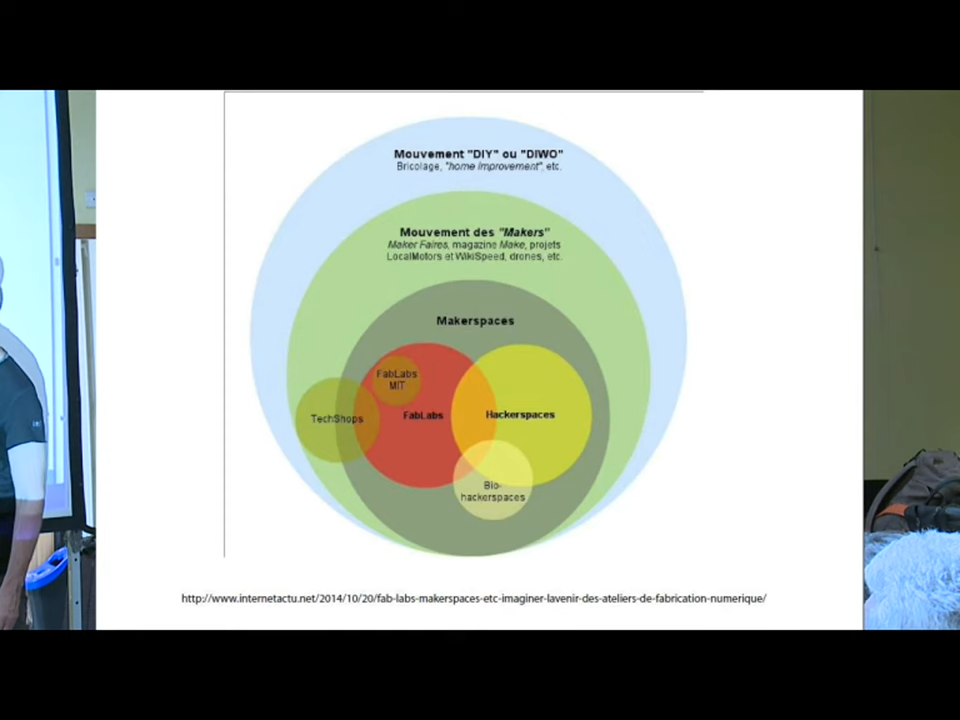 Mouvement "DIY" ou "DIWO"
Bricolage, "home improvement", etc.
Mouvement des "Makers"
Maker Faires, magazine Make, projets
LocalMotors et WikiSpeed, drones, etc.
Makerspaces
FabLabs
MIT
TechShops
FabLabs
Hackerspaces
Bio-
hackerspaces
http://www.internetactu.net/2014/10/20/fab-labs-makerspaces-etc-imaginer-lavenir-des-ateliers-de-fabrication-numerique/